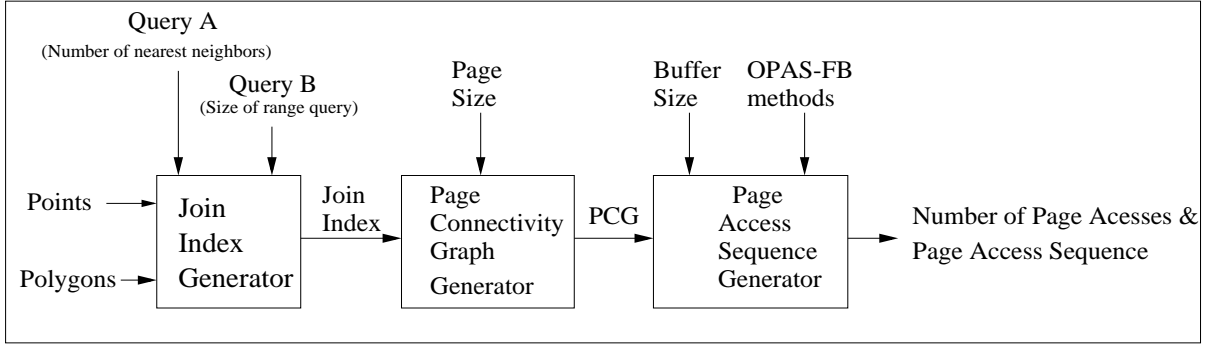 Query A
(Number of nearest neighbors)
Query B
(Size of range query)
Page
Size
Buffer
Size
OPAS-FB
methods
Points
Polygons
Join
Index
Generator
Join
Index
Page
Connectivity
Graph
Generator
PCG
Page
Access
Sequence
Generator
Number of Page Acesses &
Page Access Sequence